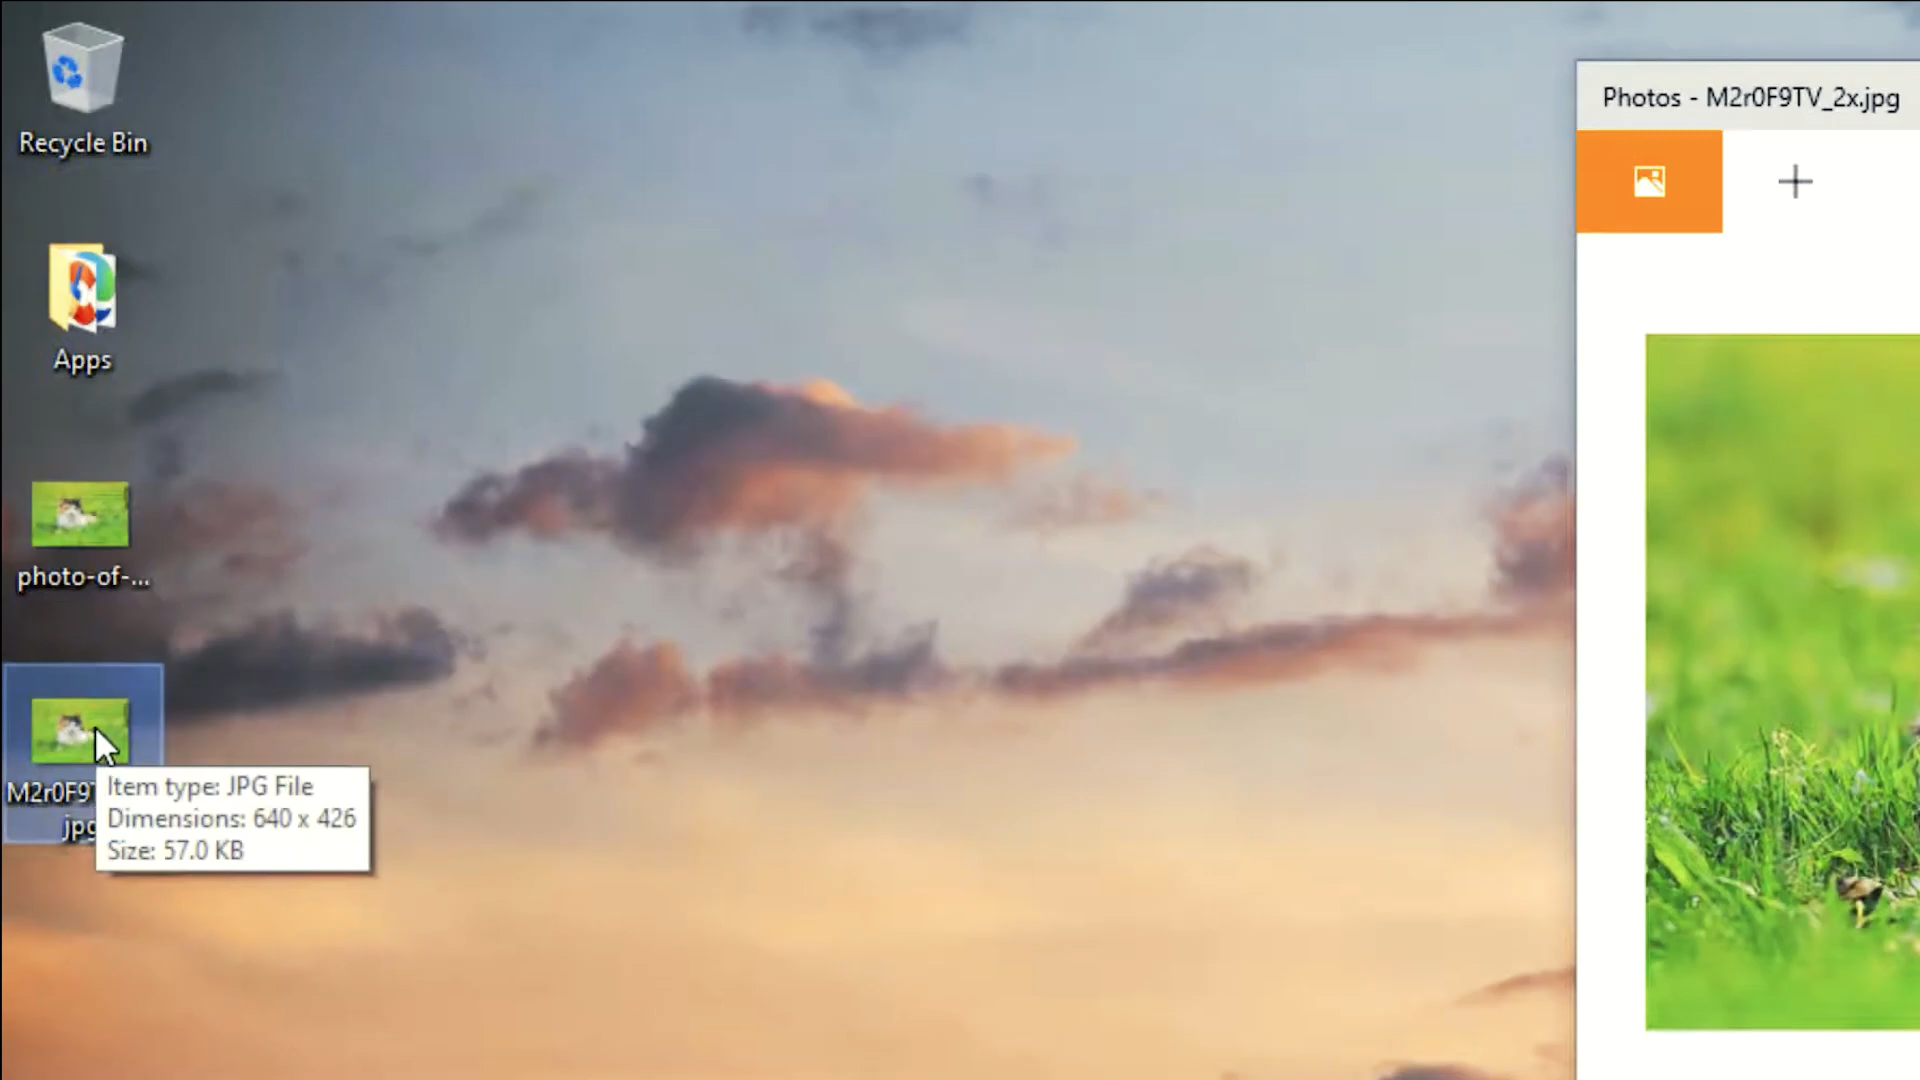 Recycle Bin
Apps
photo-of-...
M2r0F9
jpg
Item type: JPG File
Dimensions: 640 x 426
Size: 57.0 KB
Photos - M2r0F9TV_2x.jpg